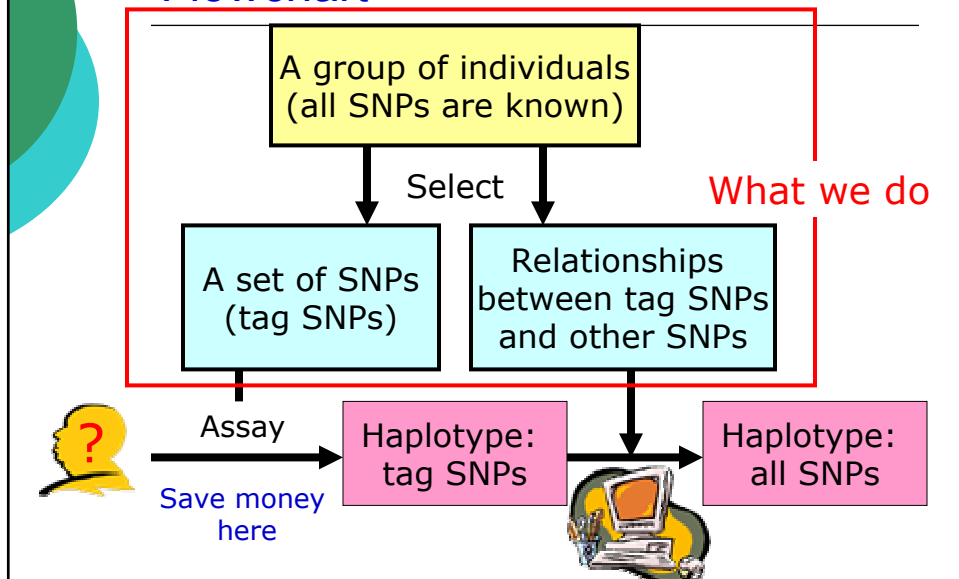 A group of individuals
(all SNPs are known)
Select
What we do
A set of SNPs
(tag SNPs)
Relationships
between tag SNPs
and other SNPs
?
Assay
Save money
here
Haplotype:
tag SNPs
Haplotype:
all SNPs